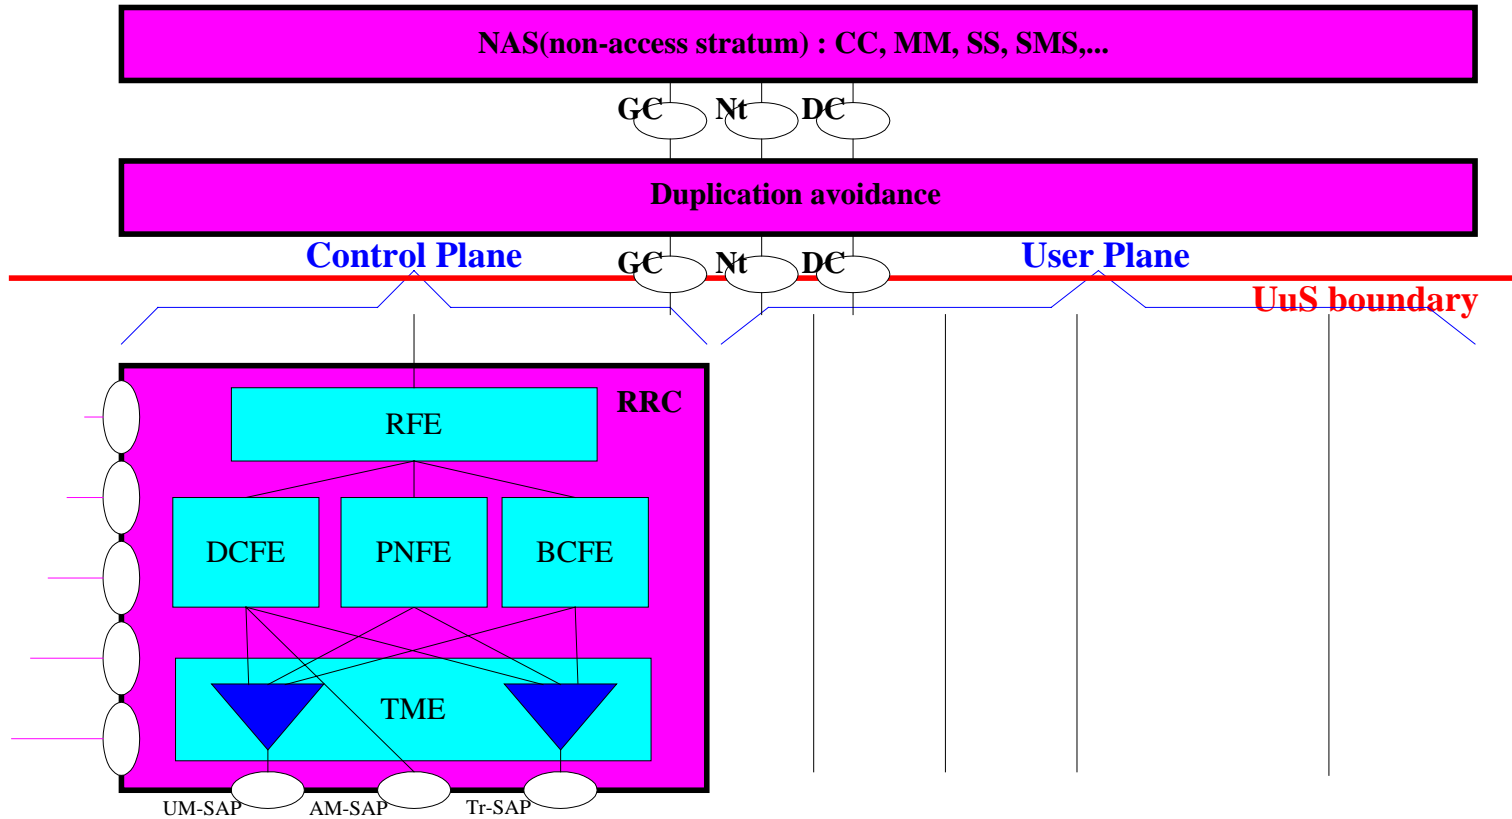 NAS(non-access stratum) : CC, MM, SS, SMS,...
GC Nt DC
Duplication avoidance
Control Plane GC Nt DC User Plane
UuS boundary
RRC
RFE
DCFE PNFE BCFE
TME
UM-SAP AM-SAP Tr-SAP